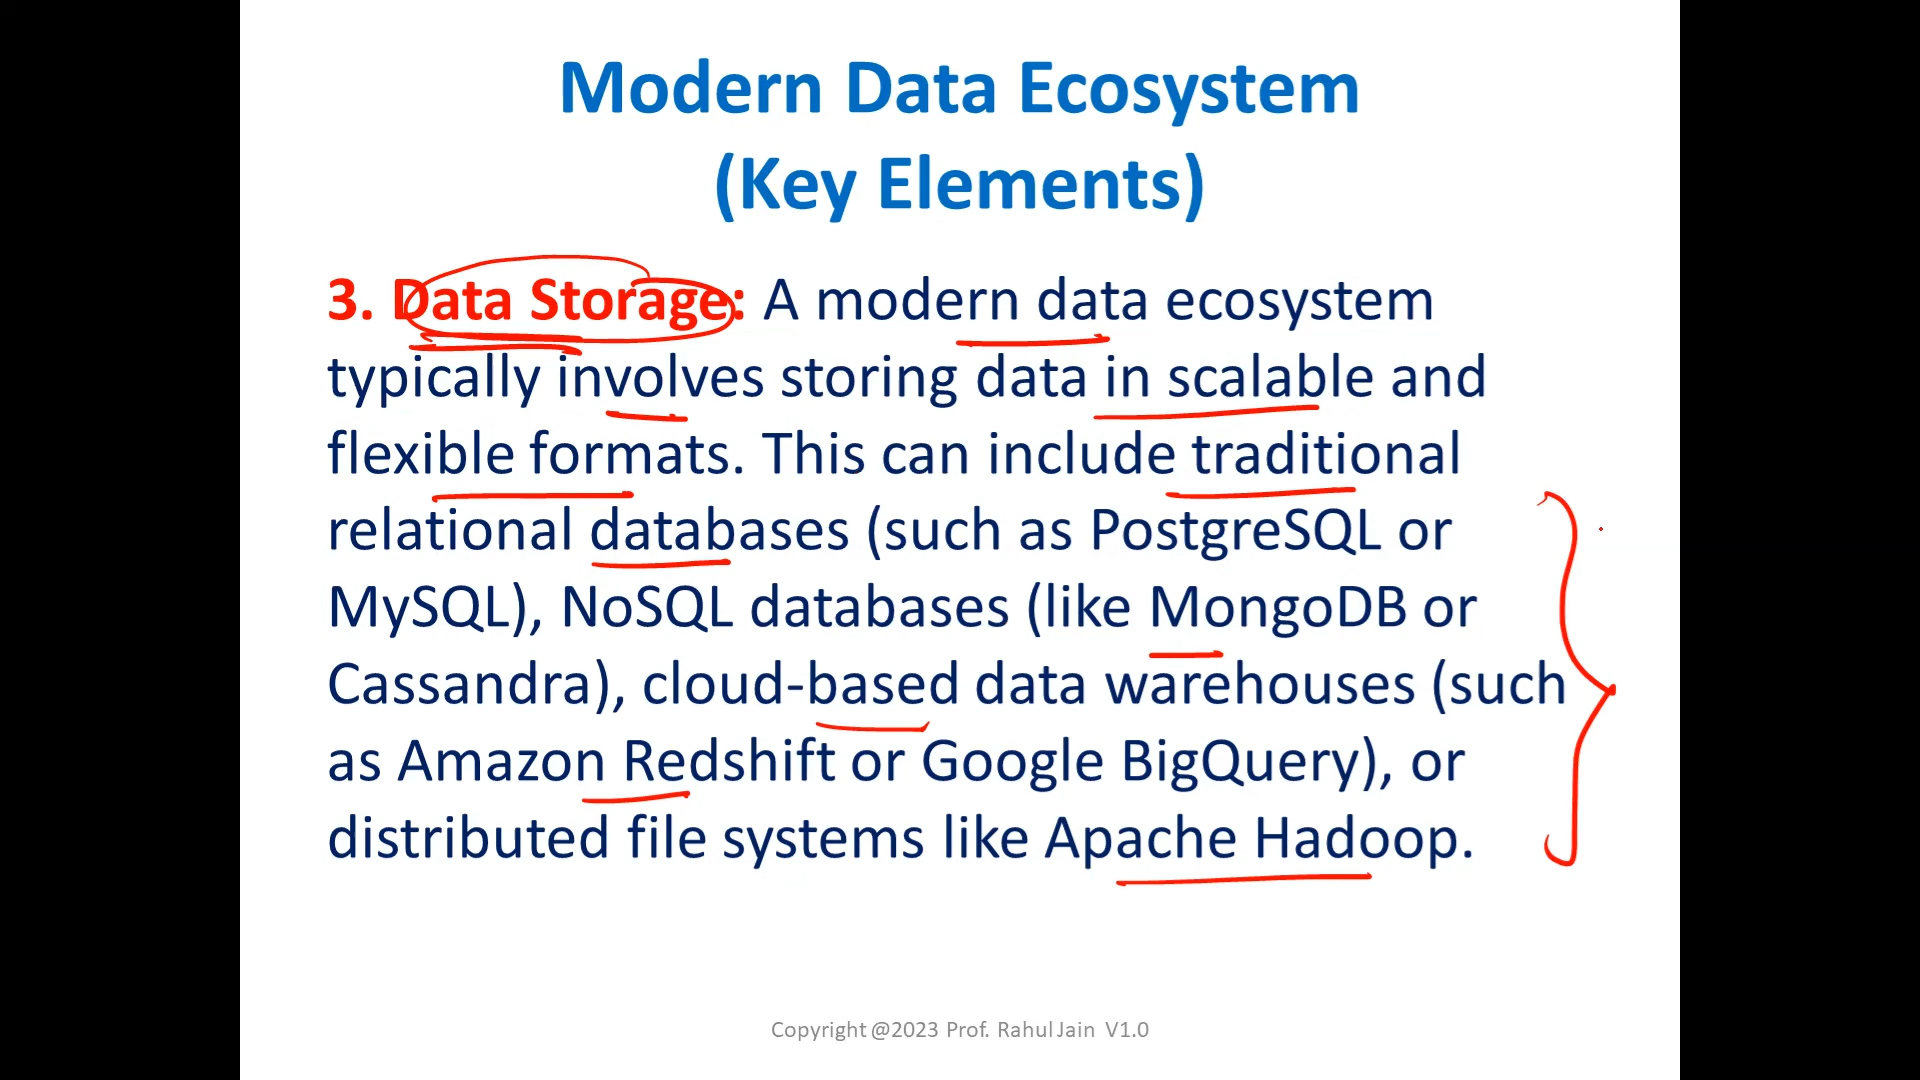 Modern Data Ecosystem
(Key Elements)
3. Data Storage: A modern data ecosystem
typically involves storing data in scalable and
flexible formats. This can include traditional
relational databases (such as PostgreSQL or
MySQL), NoSQL databases (like MongoDB or
Cassandra), cloud-based data warehouses (such
as Amazon Redshift or Google BigQuery), or
distributed file systems like Apache Hadoop.
Copyright @2023 Prof. Rahul Jain V1.0